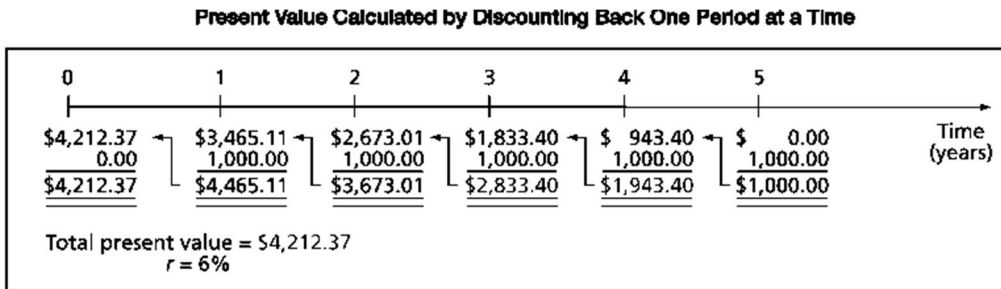 Present Value Calculated by Discounting Back One Period at a Time
0 1 2 3 4 5
$4,212.37 $3,465.11 $2,673.01 $1,833.40 $ 943.40 $ 0.00 Time
0.00 1,000.00 1,000.00 1,000.00 1,000.00 1,000.00 (years)
$4,212.37 $4,465.11 $3,673.01 $2,833.40 $1,943.40 $1,000.00
Total present value = $4,212.37
r = 6%